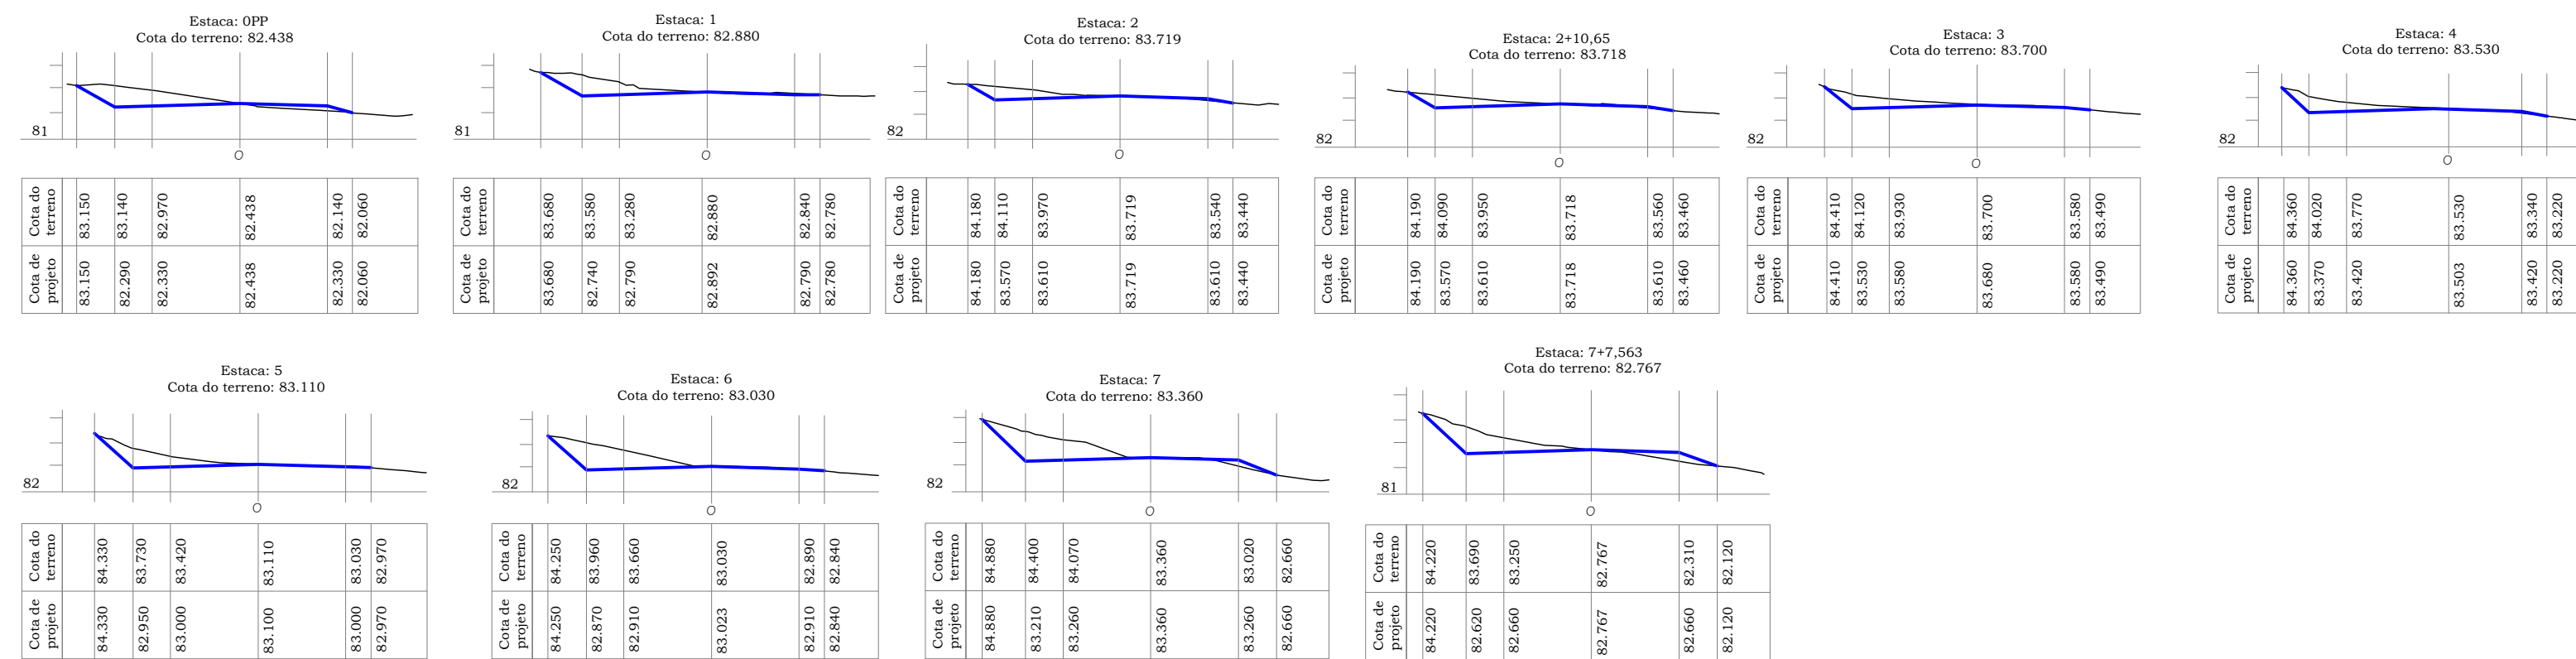 Estaca: 0PP
Cota do terreno: 82.438
81
O
Cota do
terreno
83.150
83.140
82.970
82.438
82.140
82.060
Cota de
projeto
83.150
82.290
82.330
82.438
82.330
82.060
Estaca: 1
Cota do terreno: 82.880
81
O
Cota do
terreno
83.680
83.580
83.280
82.880
82.840
82.780
Cota de
projeto
83.680
82.740
82.790
82.892
82.790
82.780
Estaca: 2
Cota do terreno: 83.719
82
O
Cota do
terreno
84.180
84.110
83.970
83.719
83.540
83.440
Cota de
projeto
84.180
83.570
83.610
83.719
83.610
83.440
Estaca: 2+10,65
Cota do terreno: 83.718
82
O
Cota do
terreno
84.190
84.090
83.950
83.718
83.560
83.460
Cota de
projeto
84.190
83.570
83.610
83.718
83.610
83.460
Estaca: 3
Cota do terreno: 83.700
82
O
Cota do
terreno
84.410
84.120
83.930
83.700
83.580
83.490
Cota de
projeto
84.410
83.530
83.580
83.680
83.580
83.490
Estaca: 4
Cota do terreno: 83.530
82
O
Cota do
terreno
84.360
84.020
83.770
83.530
83.340
83.220
Cota de
projeto
84.360
83.370
83.420
83.503
83.420
83.220
Estaca: 5
Cota do terreno: 83.110
82
O
Cota do
terreno
84.330
83.730
83.420
83.110
83.030
82.970
Cota de
projeto
84.330
82.950
83.000
83.100
83.000
82.970
Estaca: 6
Cota do terreno: 83.030
82
O
Cota do
terreno
84.250
83.960
83.660
83.030
82.890
82.840
Cota de
projeto
84.250
82.870
82.910
83.023
82.910
82.840
Estaca: 7
Cota do terreno: 83.360
82
O
Cota do
terreno
84.880
84.400
84.070
83.360
83.020
82.660
Cota de
projeto
84.880
83.210
83.260
83.360
83.260
82.660
Estaca: 7+7,563
Cota do terreno: 82.767
81
O
Cota do
terreno
84.220
83.690
83.250
82.767
82.310
82.120
Cota de
projeto
84.220
82.620
82.660
82.767
82.660
82.120